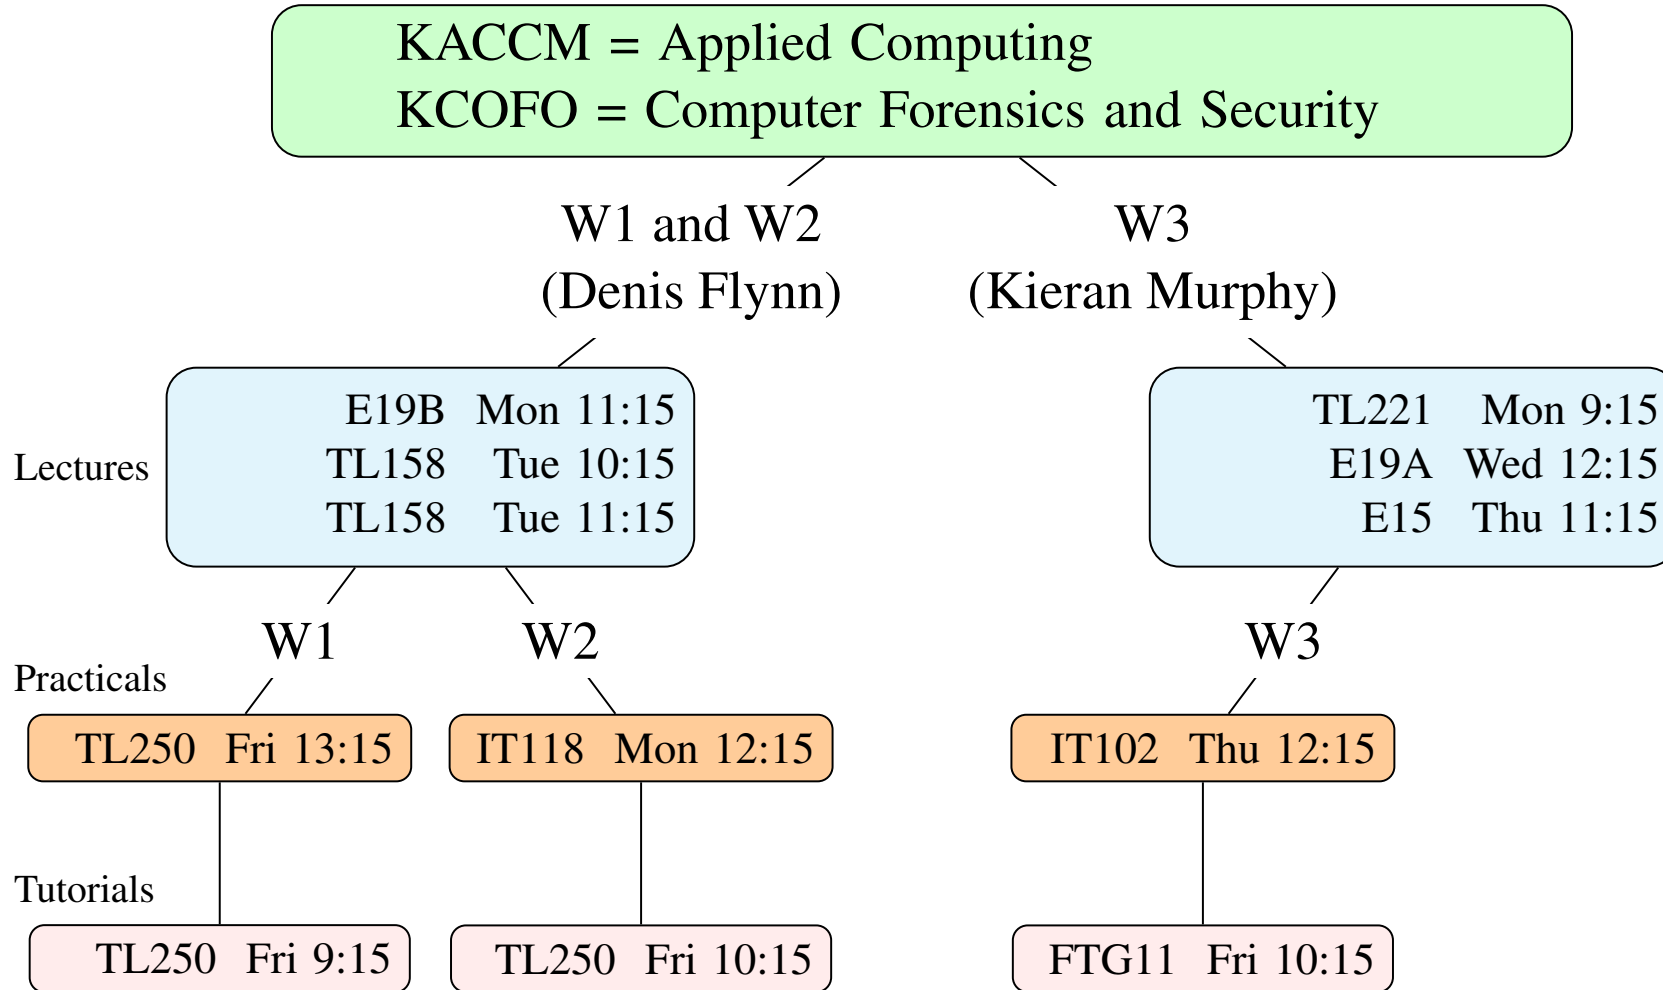 KACCM = Applied Computing
KCOFO = Computer Forensics and Security
W1 and W2
(Denis Flynn)
W3
(Kieran Murphy)
Lectures
E19B Mon 11:15
TL158 Tue 10:15
TL158 Tue 11:15
TL221 Mon 9:15
E19A Wed 12:15
E15 Thu 11:15
W1
W2
W3
Practicals
TL250 Fri 13:15
IT118 Mon 12:15
IT102 Thu 12:15
Tutorials
TL250 Fri 9:15
TL250 Fri 10:15
FTG11 Fri 10:15